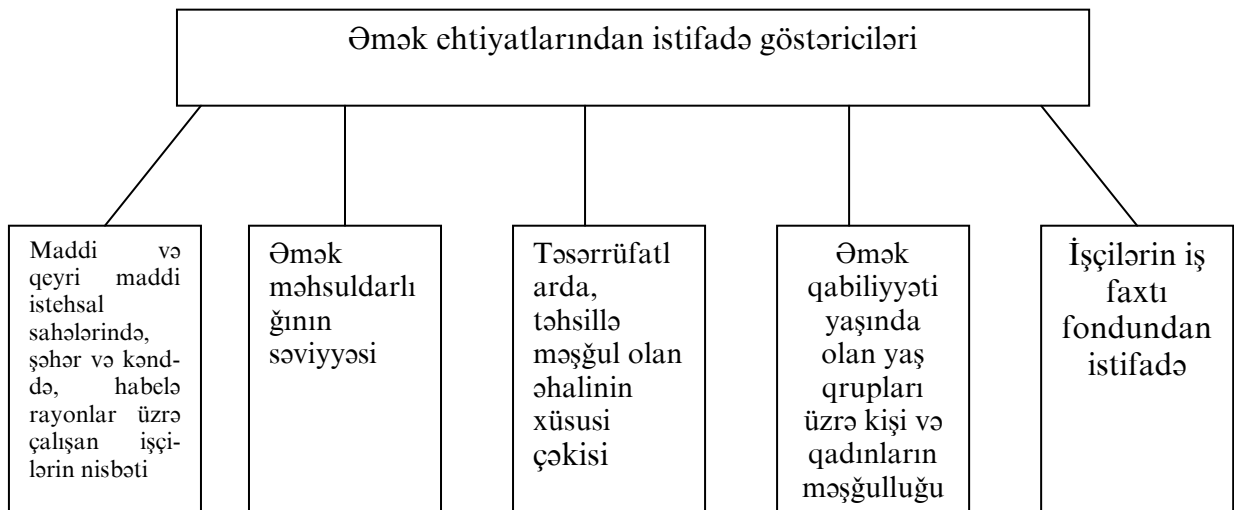 Əmək ehtiyatlarından istifadə göstəriciləri
Maddi və
qeyri maddi
istehsal
sahələrində,
şəhər və kənd-
də, habelə
rayonlar üzrə
çalışan işçi-
lərin nisbəti
Əmək
məhsuldarlı
ğının
səviyyəsi
Təsərrüfatl
arda,
təhsillə
məşğul olan
əhalinin
xüsusi
çəkisi
Əmək
qabiliyyəti
yaşında
olan yaş
qrupları
üzrə kişi və
qadınların
məşğulluğu
İşçilərin iş
faxtı
fondundan
istifadə